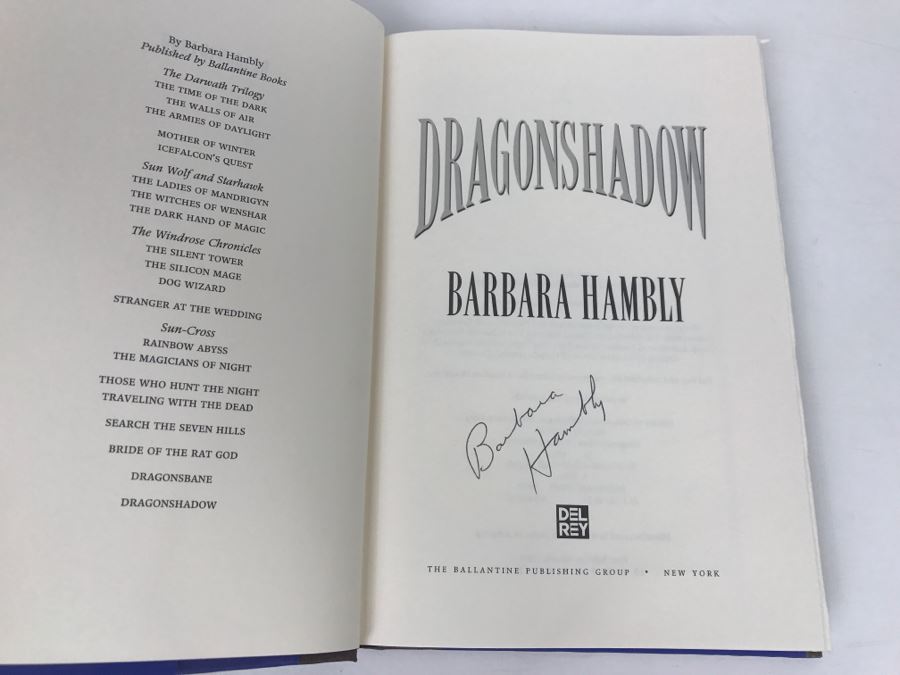 By Barbara Hambly
Published by Ballantine Books
The Darwath Trilogy
THE TIME OF THE DARK
THE WALLS OF AIR
THE ARMIES OF DAYLIGHT
MOTHER OF WINTER
ICEFALCON'S QUEST
Sun Wolf and Starhawk
THE LADIES OF MANDRIGYN
THE WITCHES OF WENSHAR
THE DARK HAND OF MAGIC
The Windrose Chronicles
THE SILENT TOWER
THE SILICON MAGE
DOG WIZARD
STRANGER AT THE WEDDING
Sun-Cross
RAINBOW ABYSS
THE MAGICIANS OF NIGHT
THOSE WHO HUNT THE NIGHT
TRAVELING WITH THE DEAD
SEARCH THE SEVEN HILLS
BRIDE OF THE RAT GOD
DRAGONSBANE
DRAGONSHADOW
DRAGONSHADOW
BARBARA HAMBLY
Barbara
Hambly
DEL
REY
THE BALLANTINE PUBLISHING GROUP • NEW YORK